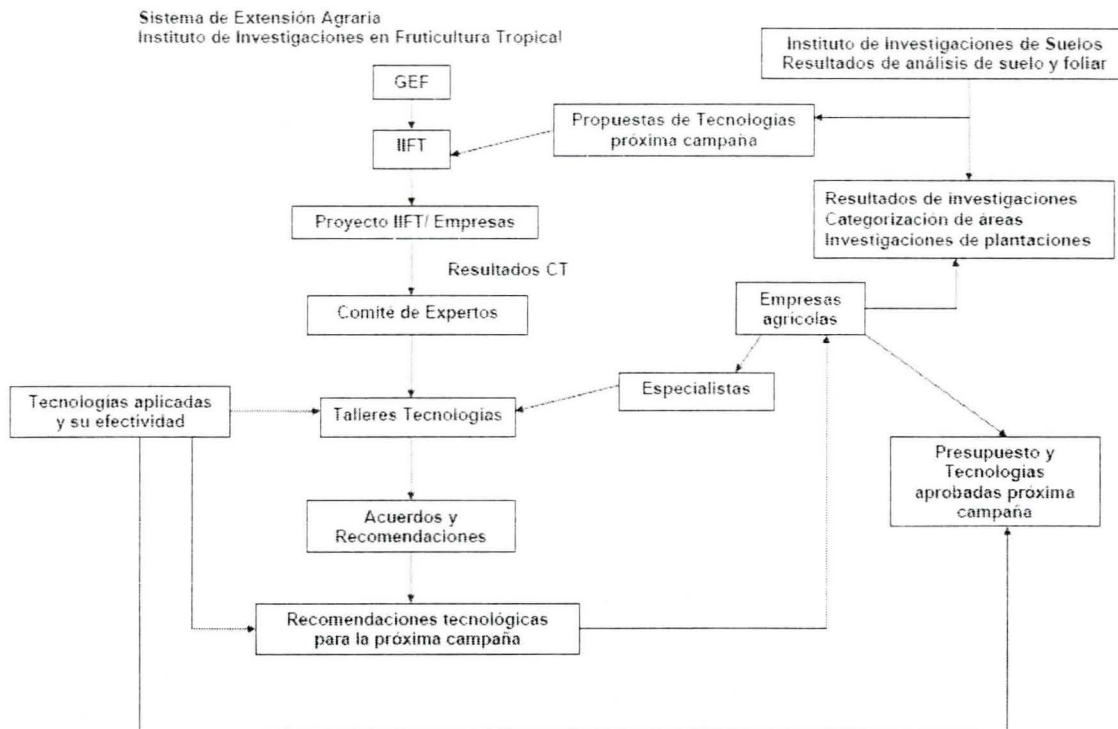 Sistema de Extensión Agraria
Instituto de Investigaciones en Fruticultura Tropical
Instituto de Investigaciones de Suelos
Resultados de análisis de suelo y foliar
GEF
Propuestas de Tecnologías
próxima campaña
IIFT
Resultados de investigaciones
Categorización de áreas
Investigaciones de plantaciones
Proyecto IIFT/ Empresas
Resultados CT
Empresas
agrícolas
Comité de Expertos
Especialistas
Tecnologías aplicadas
y su efectividad
Talleres Tecnologías
Presupuesto y
Tecnologías
aprobadas próxima
campaña
Acuerdos y
Recomendaciones
Recomendaciones tecnológicas
para la próxima campaña